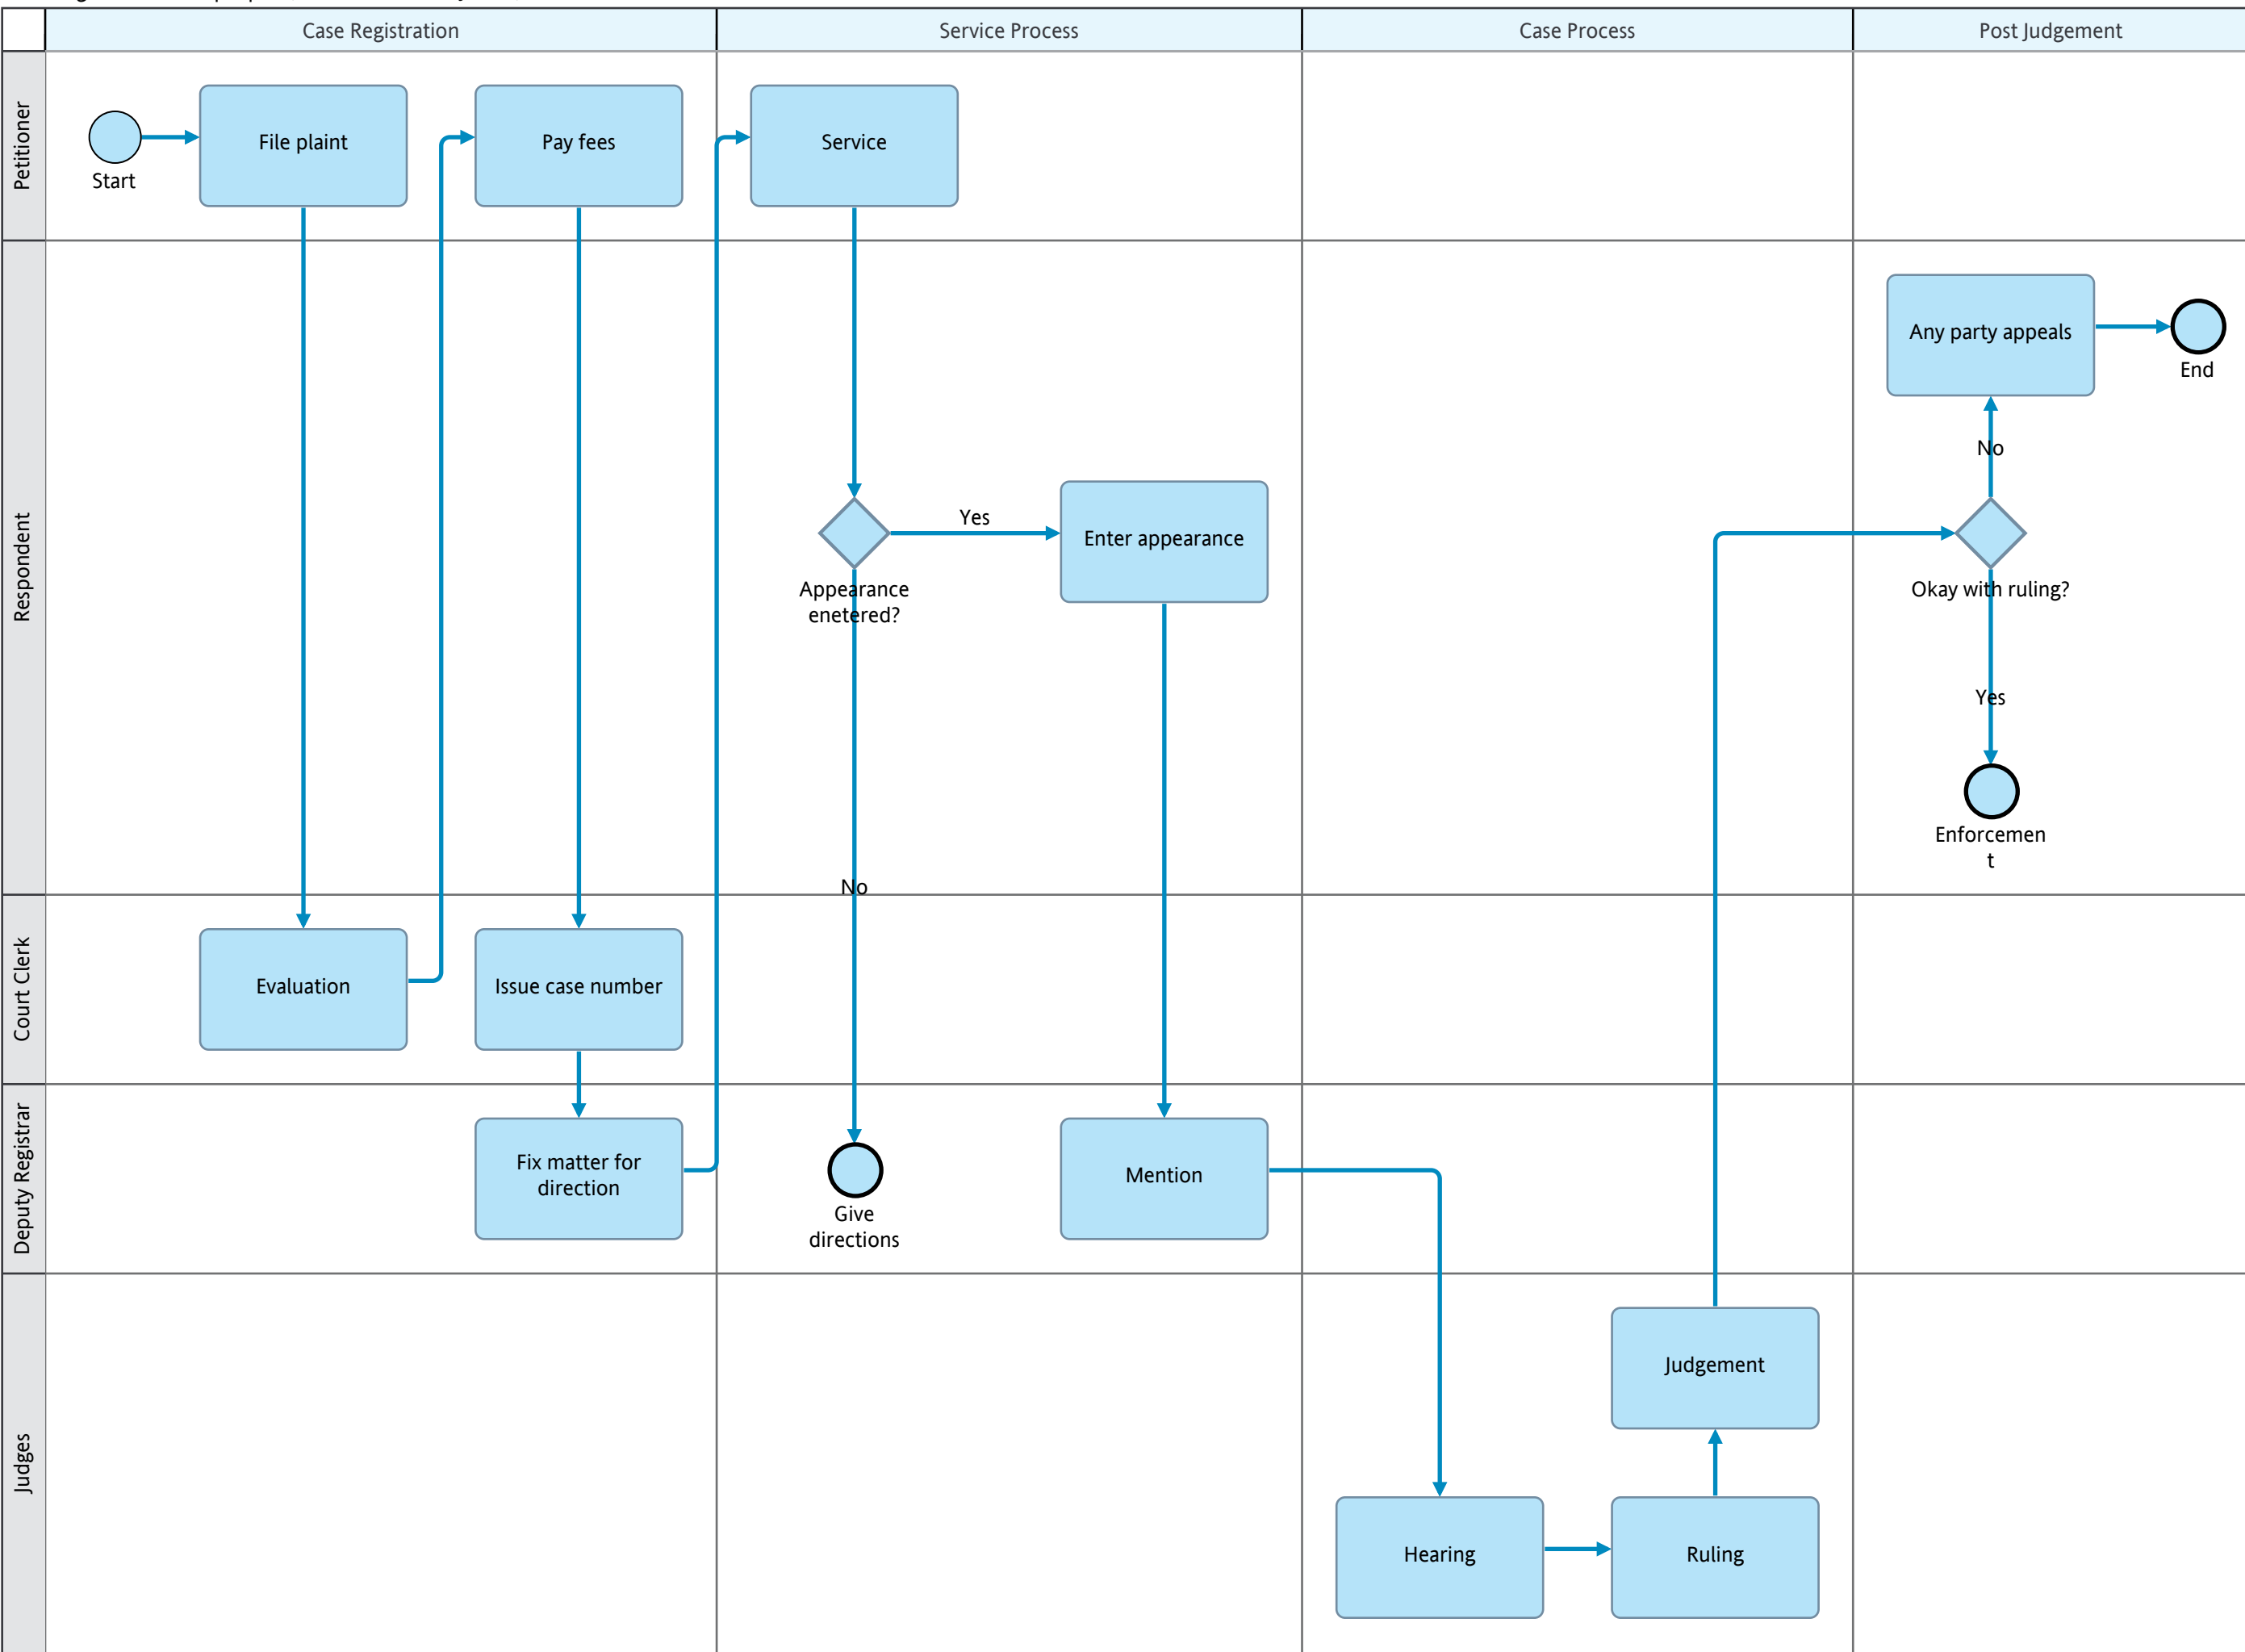 Case Registration
Service Process
Case Process
Post Judgement
Petitioner
Start
File plaint
Pay fees
Service
Respondent
Any party appeals
End
No
Yes
Enter appearance
Appearance
enetered?
Okay with ruling?
Yes
Enforcemen
t
No
Court Clerk
Evaluation
Issue case number
Deputy Registrar
Fix matter for
direction
Give
directions
Mention
Judges
Judgement
Hearing
Ruling